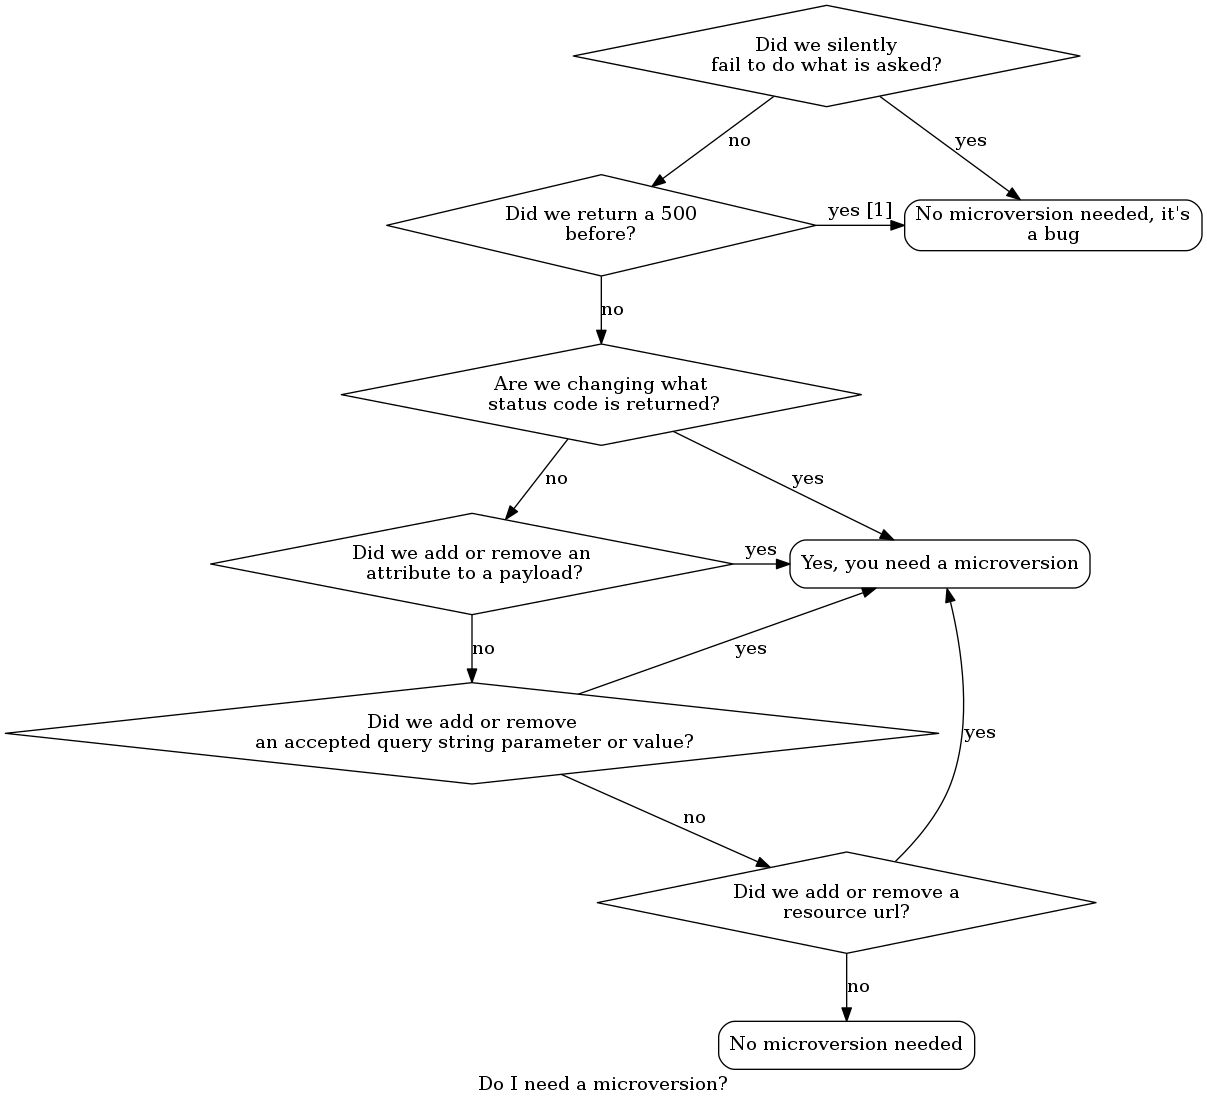 Did we silently
fail to do what is asked?
no
yes
Did we return a 500
before?
yes [1]
No microversion needed, it's
a bug
no
Are we changing what
status code is returned?
no
yes
Did we add or remove an
attribute to a payload?
yes
Yes, you need a microversion
no
yes
Did we add or remove
an accepted query string parameter or value?
yes
no
Did we add or remove a
resource url?
no
No microversion needed
Do I need a microversion?